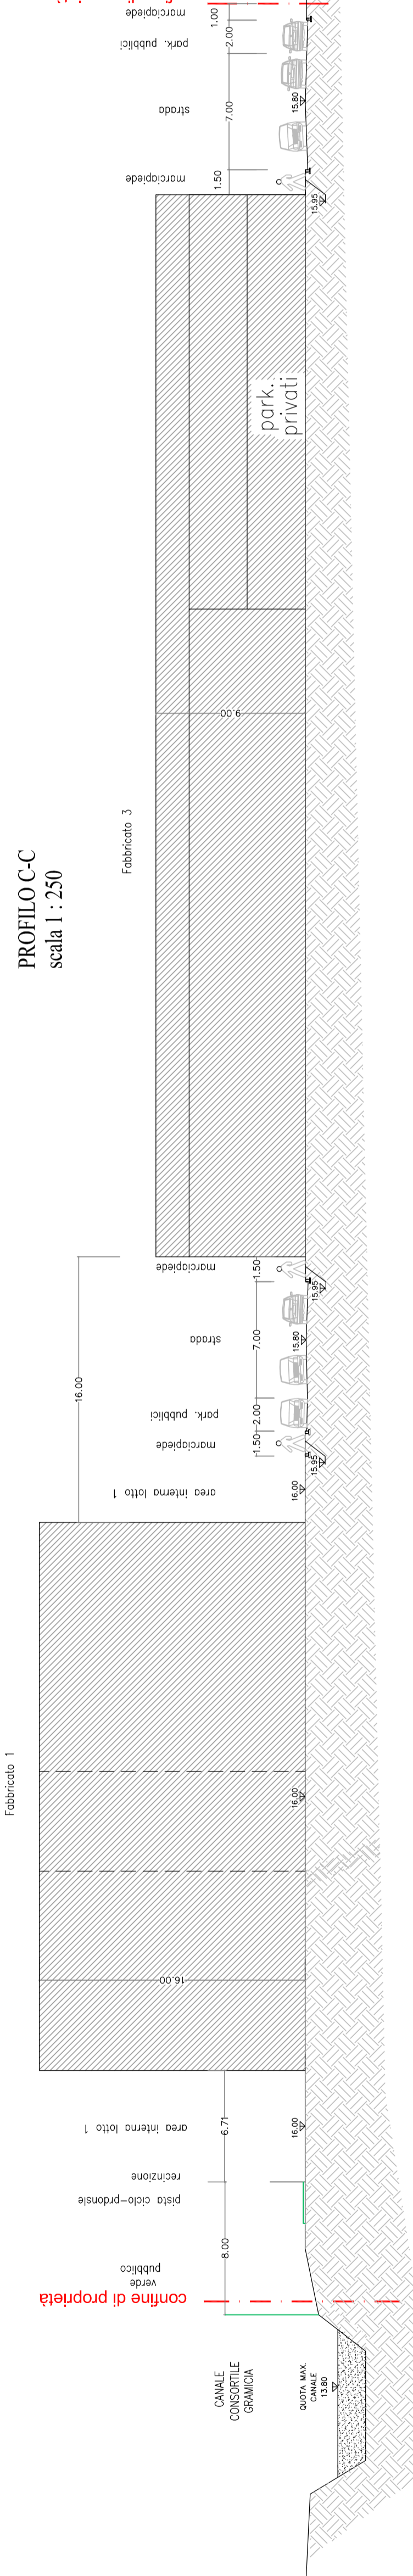 PROFILO C-C
scala 1 : 250
Fabbricato 1
Fabbricato 3
marciapiede
park. pubblici
strada
marciapiede
1.00
2.00
7.00
1.50
15.80
15.95
park.
privati
9.00
16.00
marciapiede
strada
park. pubblici
marciapiede
area interna lotto 1
1.50
7.00
2.00
1.50
15.95
15.80
15.95
16.00
16.00
16.00
area interna lotto 1
6.71
16.00
recinzione
pista ciclo-prdonsle
8.00
verde
pubblico
confine di proprietà
CANALE
CONSORTILE
GRAMICIA
QUOTA MAX.
CANALE
13.80